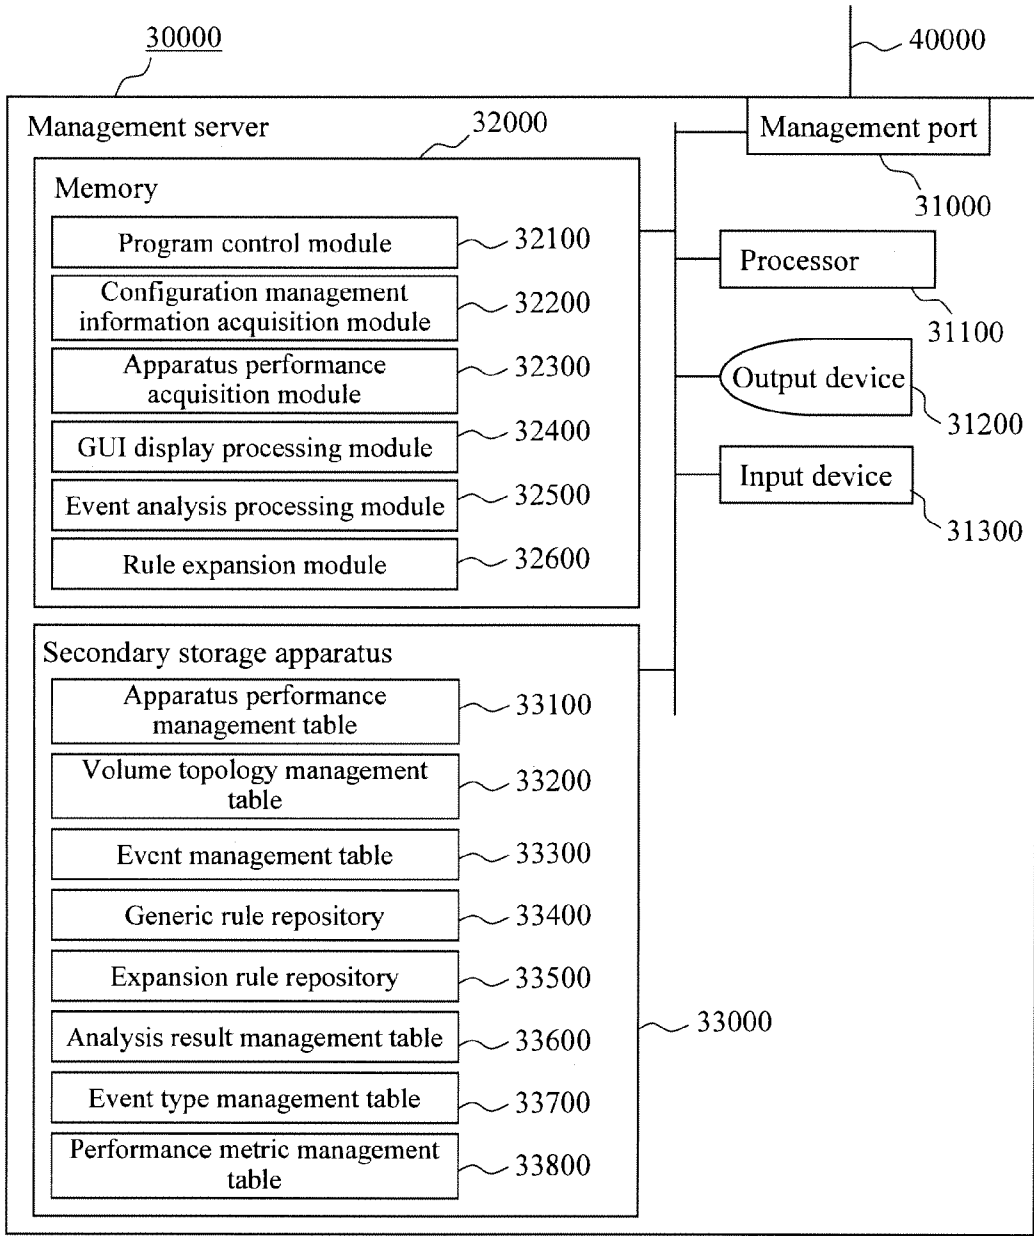 30000
40000
Management server
32000
Management port
31000
Memory
Program control module
32100
Configuration management
information acquisition module
32200
Processor
31100
Apparatus performance
acquisition module
32300
Output device
31200
GUI display processing module
32400
Event analysis processing module
32500
Input device
31300
Rule expansion module
32600
Secondary storage apparatus
Apparatus performance
management table
33100
Volume topology management
table
33200
Event management table
33300
Generic rule repository
33400
Expansion rule repository
33500
Analysis result management table
33600
33000
Event type management table
33700
Performance metric management
table
33800